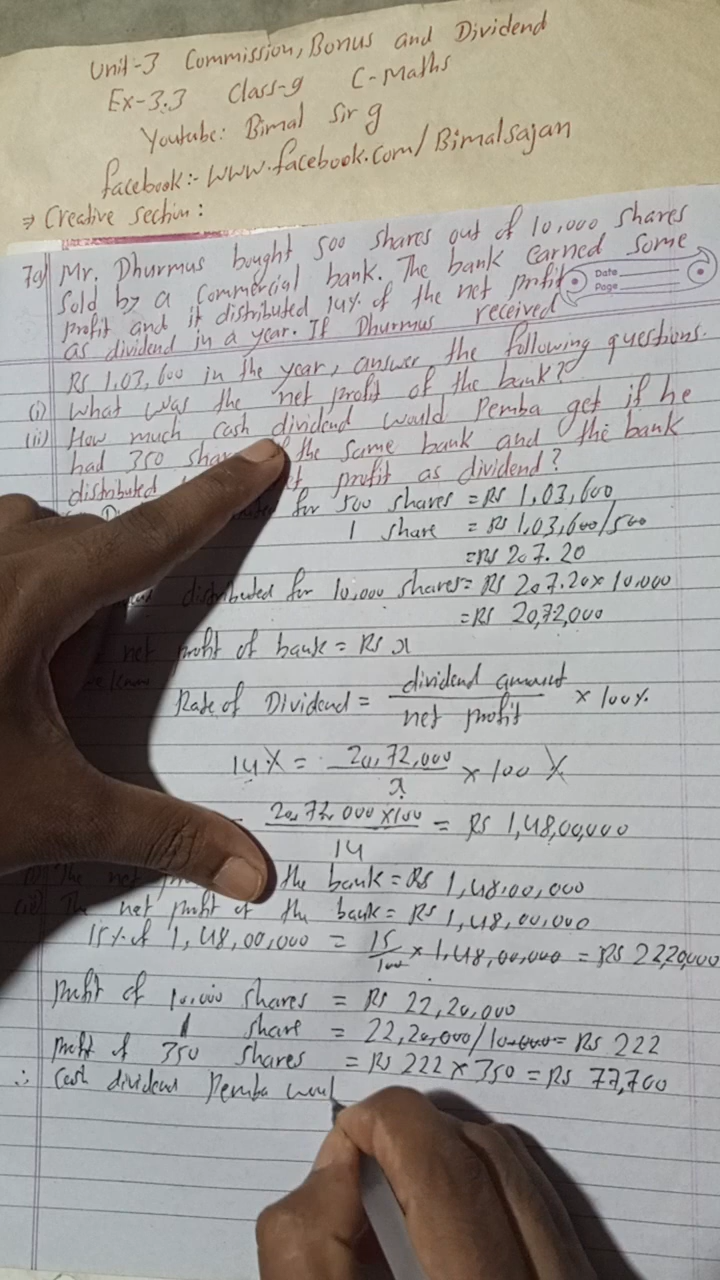 Unit-3 Commission, Bonus and Dividend
Ex-3.3 Class-9 C-Maths
Youtube: Bimal Sir g
facebook:- www.facebook.com/Bimalsajan
⇒ Creative section:
Date
Page
7a) Mr. Dhurmus bought 500 shares out of 10,000 shares
sold by a commercial bank. The bank earned some
profit and it distributed 14% of the net profit
as dividend in a year. If Dhurmus received
Rs 1,03,600 in the year, answer the following questions.
(i) What was the net profit of the bank?
(ii) How much cash dividend would Pemba get if he
had 350 the same bank and the bank
distributed profit as dividend?
for 500 shares = Rs 1,03,600
1 share = Rs 1,03,600/500
= Rs 207.20
distributed for 10,000 shares = Rs 207.20 × 10,000
= Rs 20,72,000
net profit of bank = Rs x
Rate of Dividend = dividend amount / net profit × 100%
14% = 20,72,000 / x × 100 %
20,72,000 × 100 / 14 = Rs 1,48,00,000
The net the bank = Rs 1,48,00,000
The net profit of the bank = Rs 1,48,00,000
15% of 1,48,00,000 = 15/100 × 1,48,00,000 = Rs 22,20,000
profit of 10,000 shares = Rs 22,20,000
1 share = 22,20,000/10,000 = Rs 222
profit of 350 shares = Rs 222 × 350 = Rs 77,700
∴ Cash dividend Pemba woul